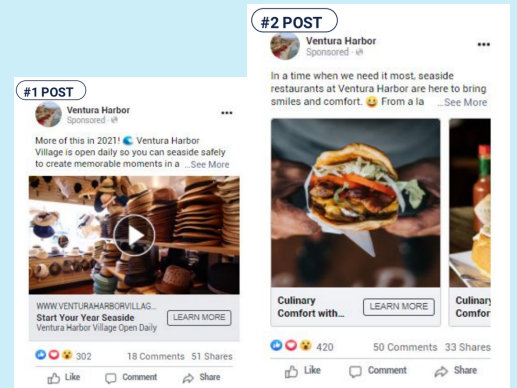 #1 POST
Ventura Harbor
Sponsored ·
More of this in 2021! 🌊 Ventura Harbor
Village is open daily so you can seaside safely
to create memorable moments in a ...See More
WWW.VENTURAHARBORVILLAG...
Start Your Year Seaside
Ventura Harbor Village Open Daily
LEARN MORE
302
18 Comments 51 Shares
Like Comment Share
#2 POST
Ventura Harbor
Sponsored ·
In a time when we need it most, seaside
restaurants at Ventura Harbor are here to bring
smiles and comfort. 😃 From a la ...See More
Culinary
Comfort with...
LEARN MORE
Culinary
Comfor
420
50 Comments 33 Shares
Like Comment Share